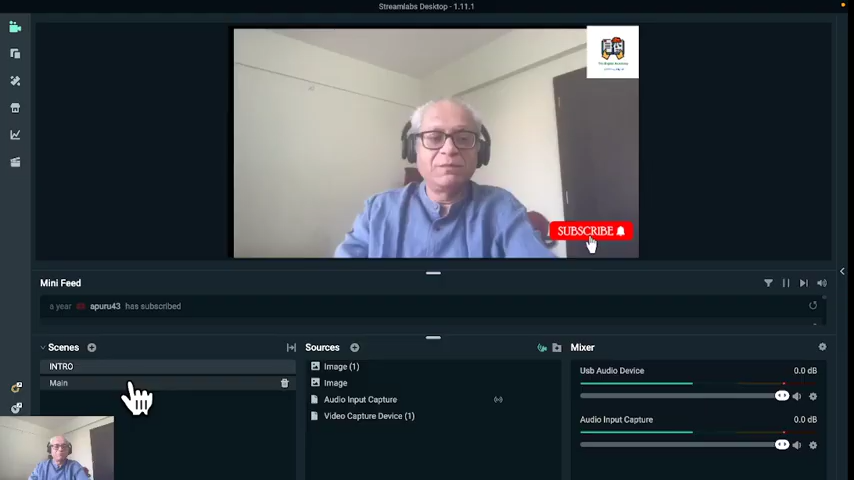 Streamlabs Desktop - 1.11.1
SUBSCRIBE
Mini Feed
a year apuru43 has subscribed
Scenes
INTRO
Main
Sources
Image (1)
Image
Audio Input Capture
Video Capture Device (1)
Mixer
Usb Audio Device 0.0 dB
Audio Input Capture 0.0 dB